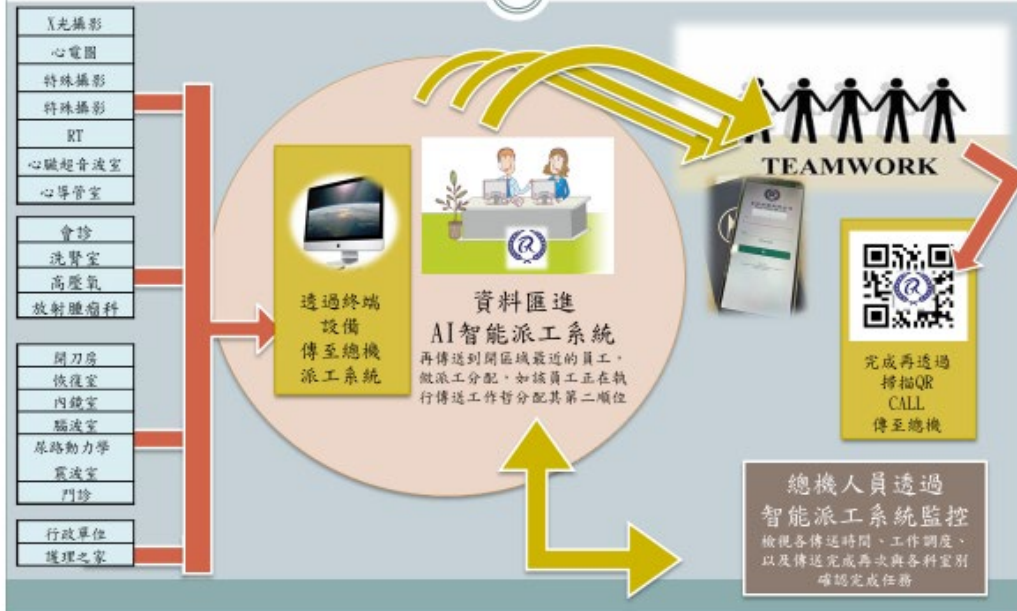 X光攝影
心電圖
特殊攝影
特殊攝影
RT
心臟超音波室
心導管室
會診
洗腎室
高壓氧
放射腫瘤科
開刀房
恢復室
內鏡室
腦波室
尿路動力學
震波室
門診
行政單位
護理之家
透過終端
設備
傳至總機
派工系統
資料匯進
AI智能派工系統
再傳送到開區域最近的員工，
做派工分配，如該員工正在執
行傳送工作暫分配其第二順位
TEAMWORK
完成再透過
掃描QR
CALL
傳至總機
總機人員透過
智能派工系統監控
檢視各傳送時間、工作調度、
以及傳送完成再次與各科室別
確認完成任務